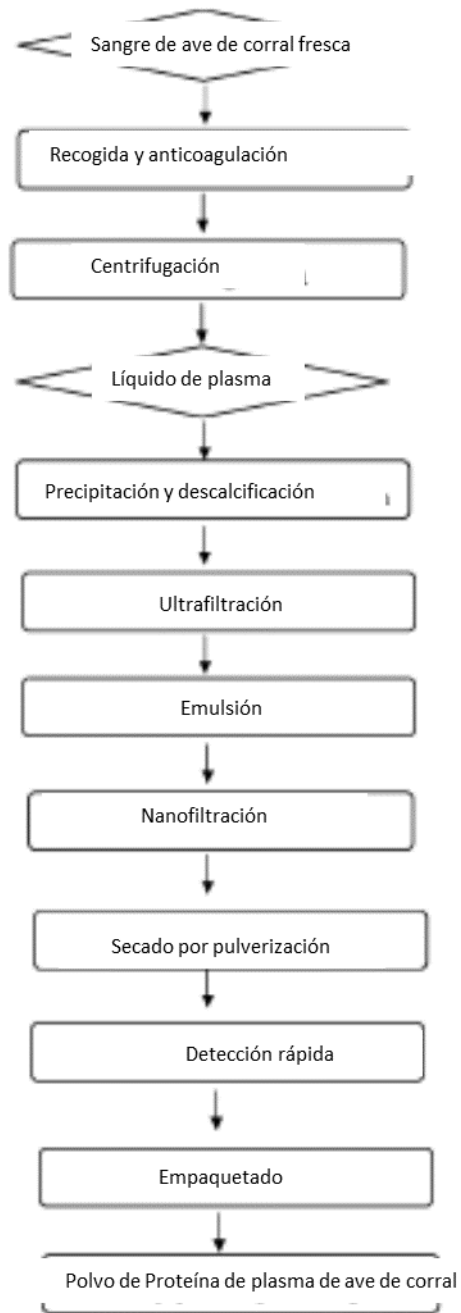 Sangre de ave de corral fresca
Recogida y anticoagulación
Centrifugación
Líquido de plasma
Precipitación y descalcificación
Ultrafiltración
Emulsión
Nanofiltración
Secado por pulverización
Detección rápida
Empaquetado
Polvo de Proteína de plasma de ave de corral